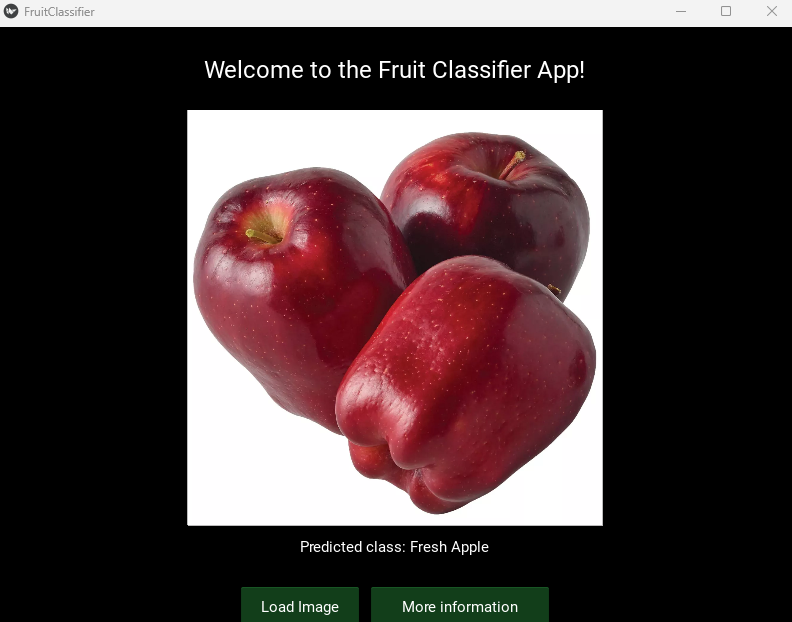 FruitClassifier
Welcome to the Fruit Classifier App!
Predicted class: Fresh Apple
Load Image
More information